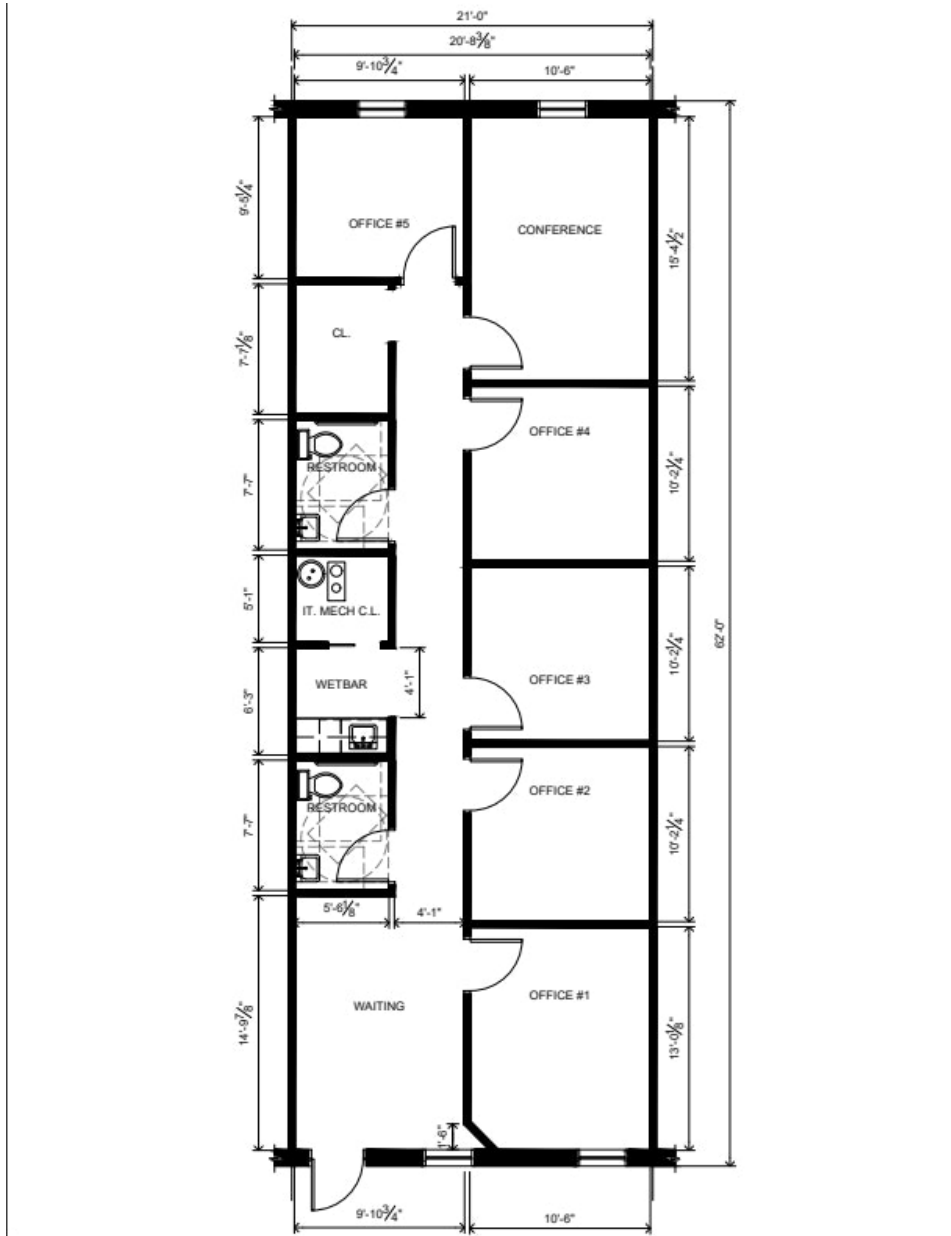 21'-0"
20'-8⅜"
9'-10¾"
10'-6"
9'-5¼"
OFFICE #5
CONFERENCE
15'-4½"
7'-7⅛"
CL.
OFFICE #4
10'-2¼"
7'-7"
RESTROOM
5'-1"
IT. MECH C.L.
62'-0"
10'-2¼"
OFFICE #3
WETBAR
4'-1"
6'-3"
OFFICE #2
RESTROOM
7'-7"
10'-2¼"
5'-6⅛"
4'-1"
WAITING
OFFICE #1
14'-9⅞"
13'-0⅛"
1'-6"
9'-10¾"
10'-6"